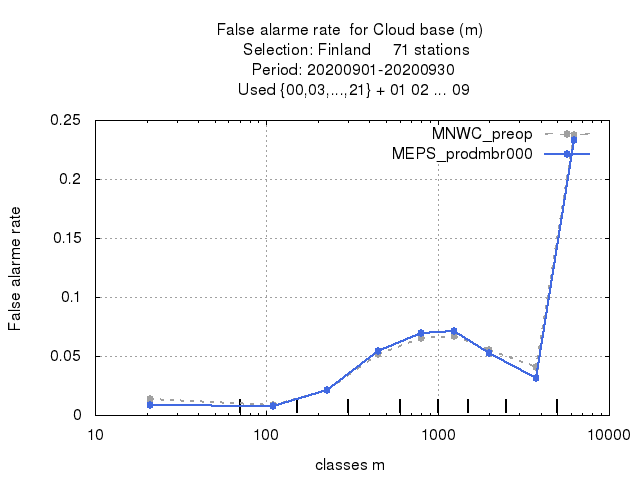 False alarme rate  for Cloud base (m)
Selection: Finland     71 stations
Period: 20200901-20200930
Used {00,03,...,21} + 01 02 ... 09
MNWC_preop
MEPS_prodmbr000
False alarme rate
0.25
0.2
0.15
0.1
0.05
0
10
100
1000
10000
classes m